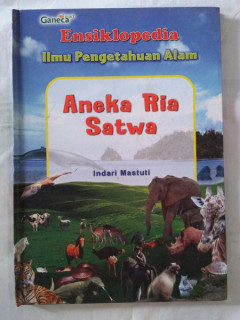 Ganeca
Ensiklopedia
Ilmu Pengetahuan Alam
Aneka Ria
Satwa
Indari Mastuti